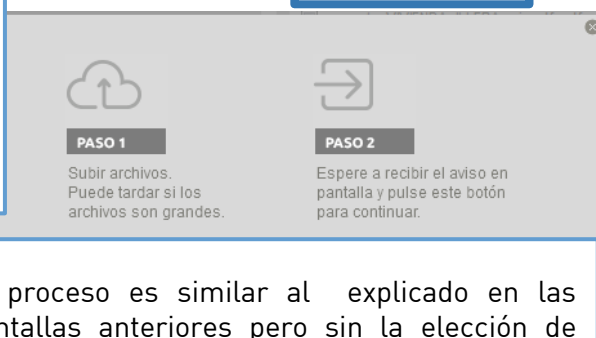 PASO 1
Subir archivos.
Puede tardar si los
archivos son grandes.
PASO 2
Espere a recibir el aviso en
pantalla y pulse este botón
para continuar.
proceso es similar al explicado en las
ntallas anteriores pero sin la elección de